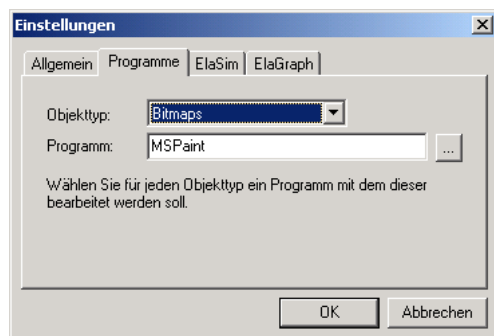 Einstellungen
Allgemein Programme ElaSim ElaGraph
Objekttyp: Bitmaps
Programm: MSPaint ...
Wählen Sie für jeden Objekttyp ein Programm mit dem dieser
bearbeitet werden soll.
OK Abbrechen